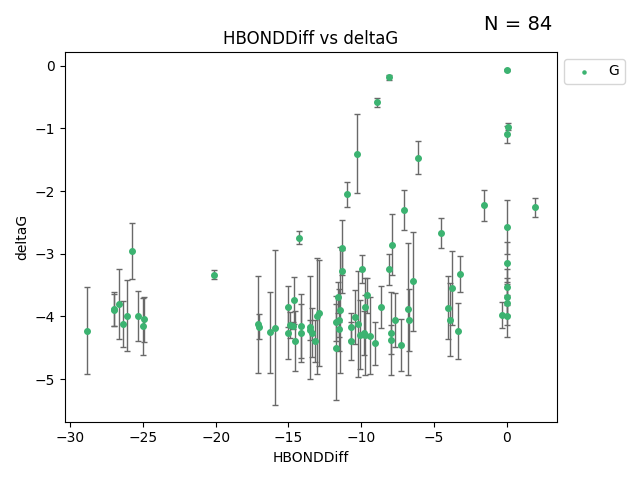 N = 84
HBONDDiff vs deltaG
G
deltaG
0
−1
−2
−3
−4
−5
−30 −25 −20 −15 −10 −5 0
HBONDDiff